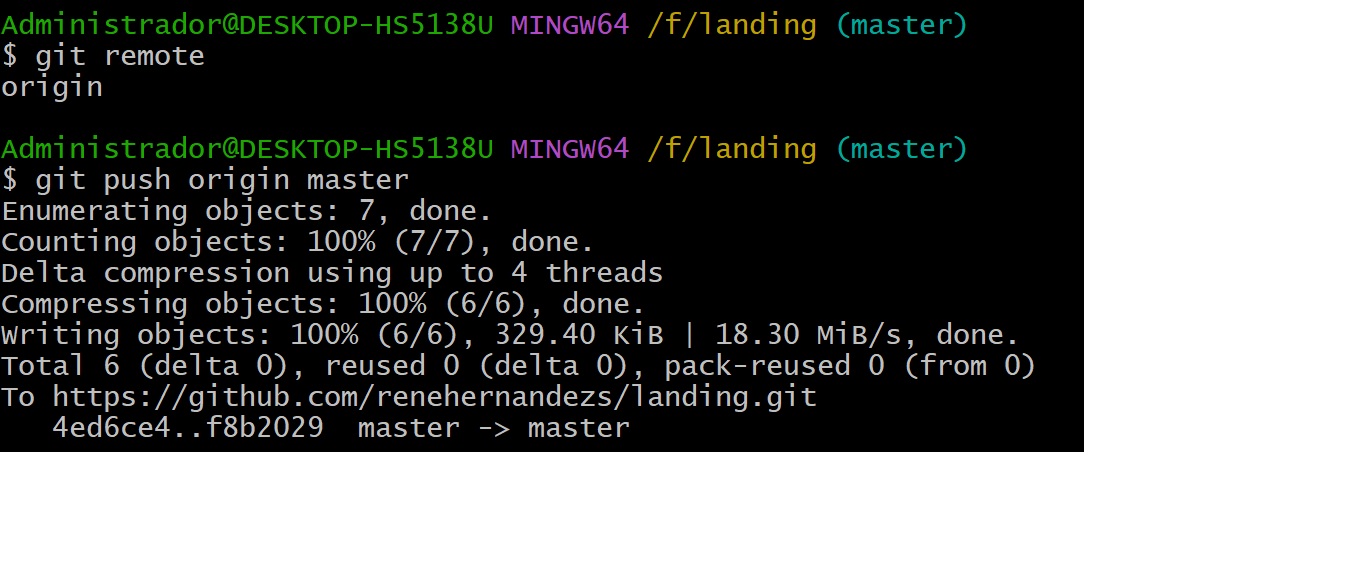 Administrador@DESKTOP-HS5138U MINGW64 /f/landing (master)
$ git remote
origin
Administrador@DESKTOP-HS5138U MINGW64 /f/landing (master)
$ git push origin master
Enumerating objects: 7, done.
Counting objects: 100% (7/7), done.
Delta compression using up to 4 threads
Compressing objects: 100% (6/6), done.
Writing objects: 100% (6/6), 329.40 KiB | 18.30 MiB/s, done.
Total 6 (delta 0), reused 0 (delta 0), pack-reused 0 (from 0)
To https://github.com/renehernandezs/landing.git
   4ed6ce4..f8b2029  master -> master